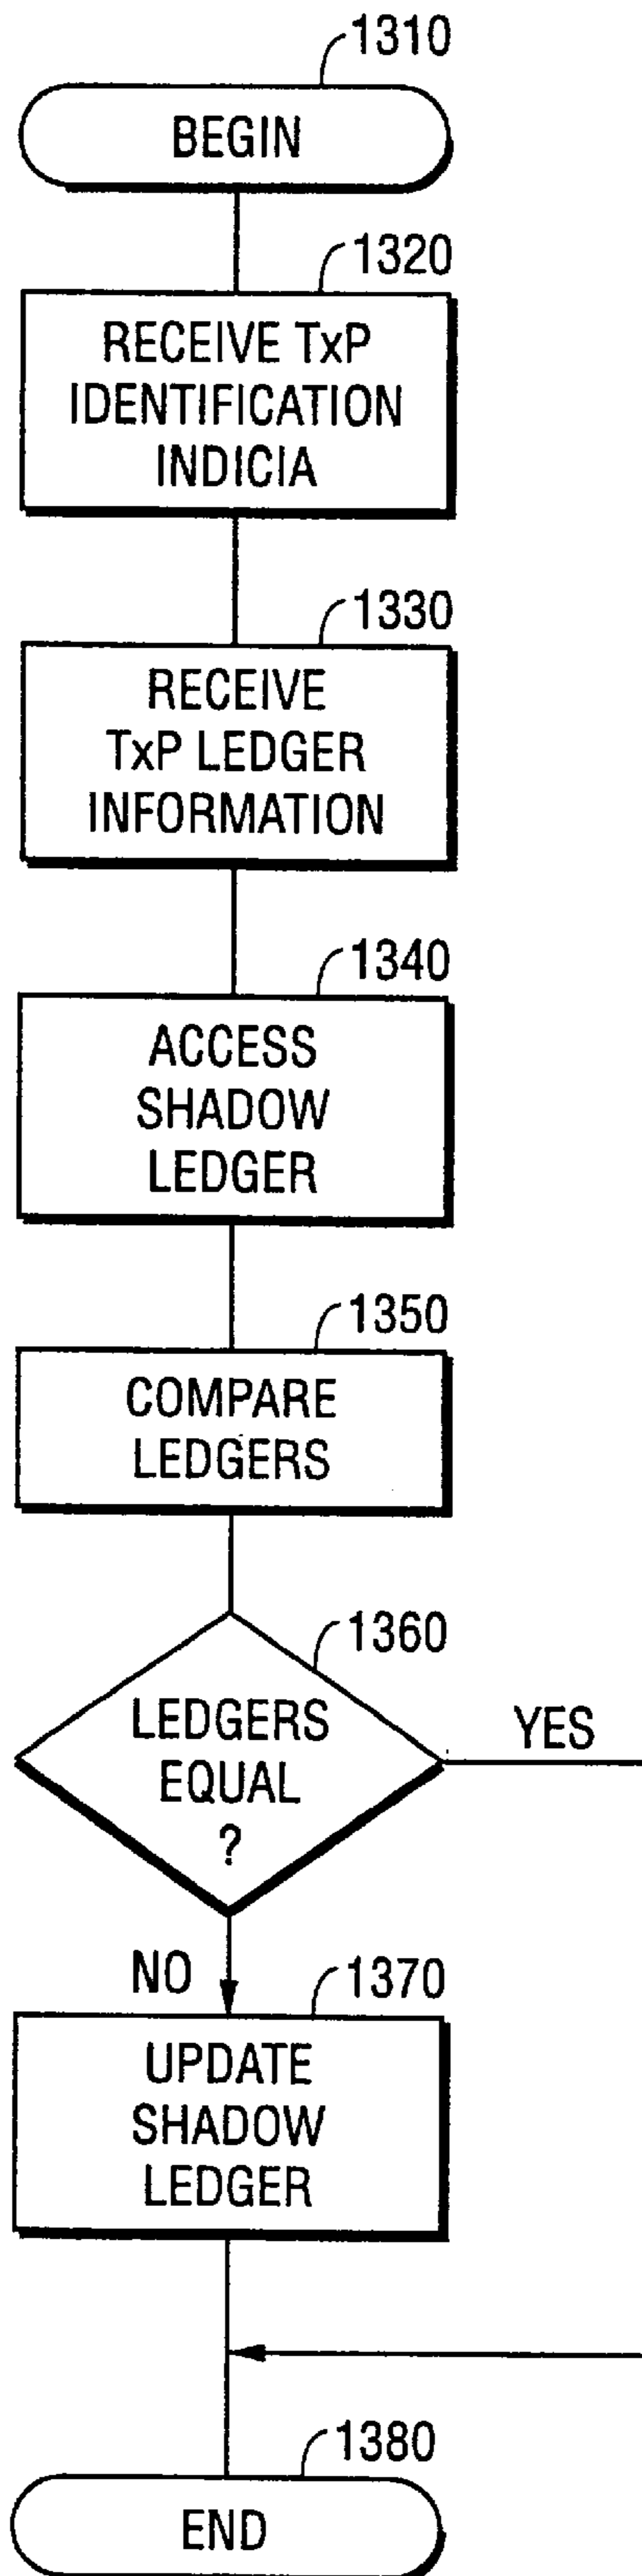 1310
BEGIN
1320
RECEIVE TxP
IDENTIFICATION
INDICIA
1330
RECEIVE
TxP LEDGER
INFORMATION
1340
ACCESS
SHADOW
LEDGER
1350
COMPARE
LEDGERS
1360
LEDGERS
EQUAL
?
YES
NO
1370
UPDATE
SHADOW
LEDGER
1380
END